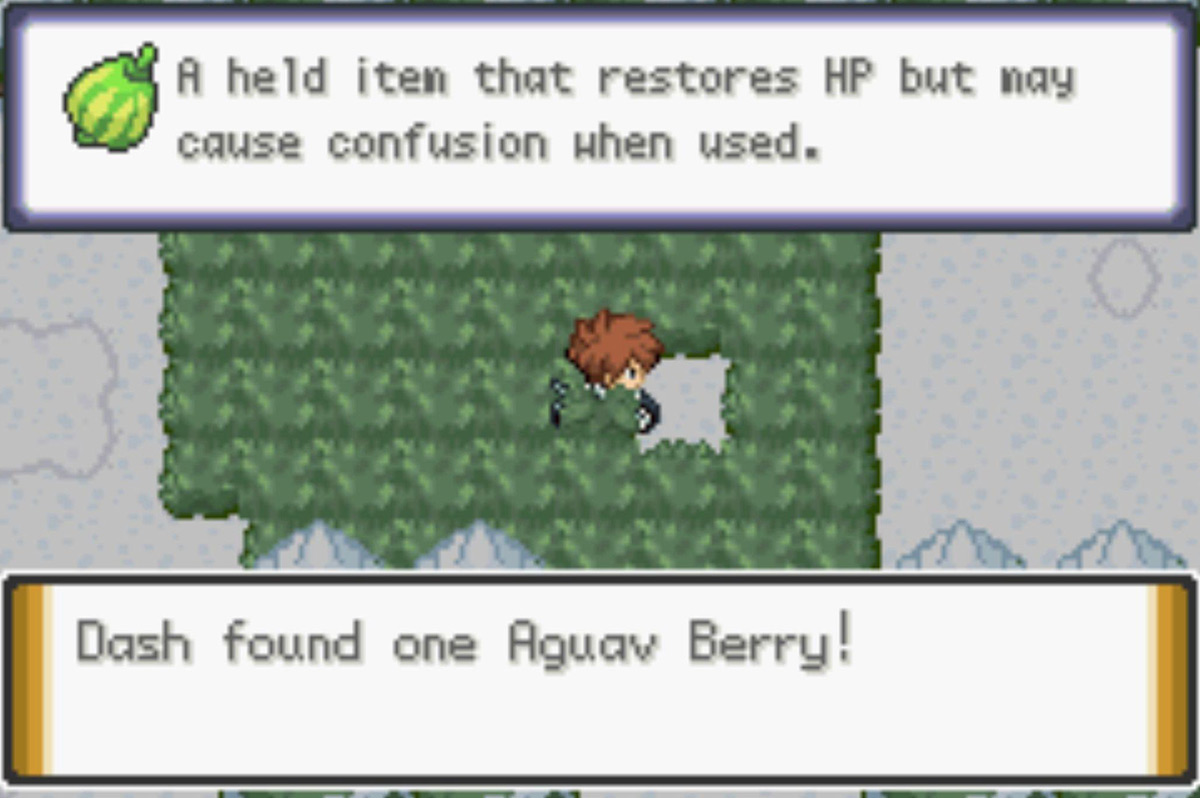 A held item that restores HP but may
cause confusion when used.
Dash found one Aguav Berry!